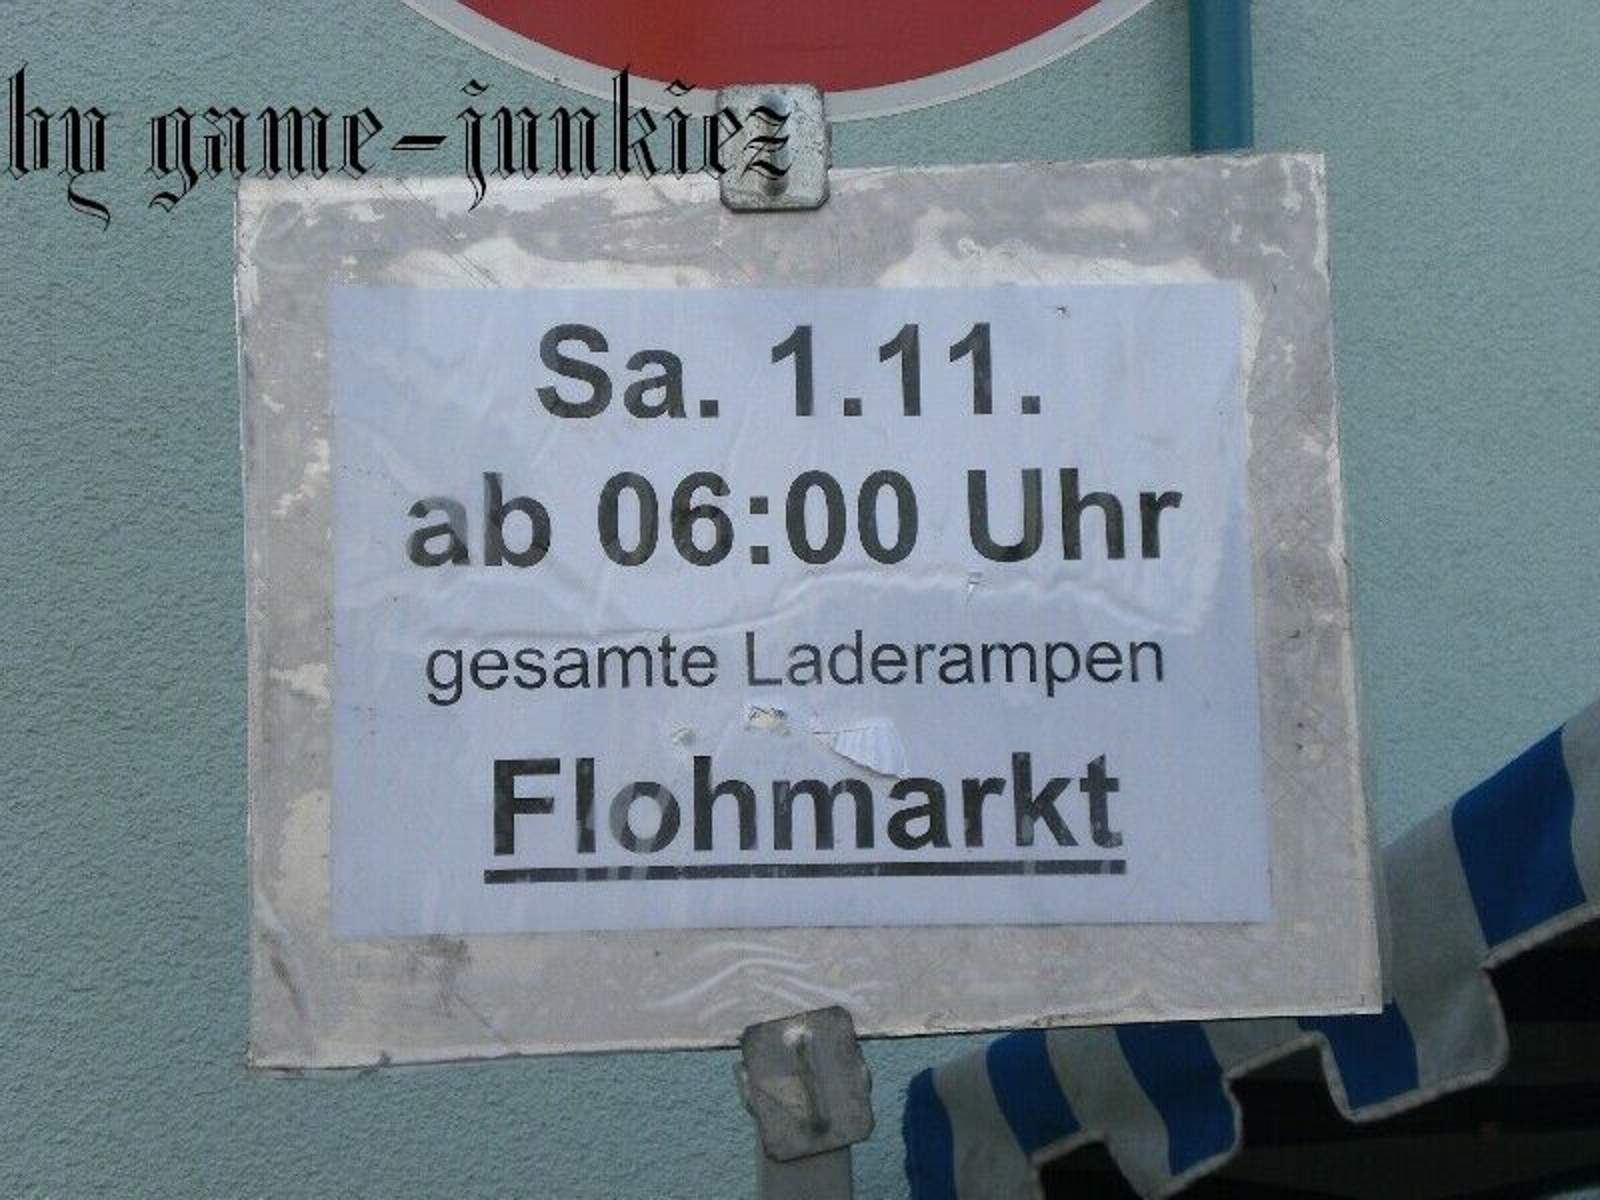 by game-junkiez
Sa. 1.11.
ab 06:00 Uhr
gesamte Laderampen
Flohmarkt